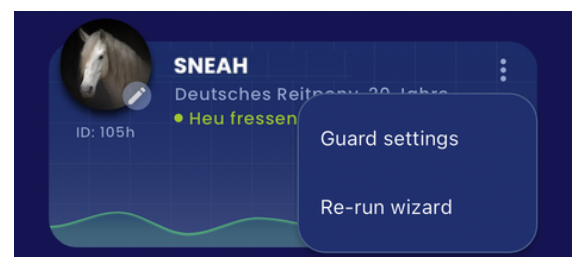 SNEAH
Deutsches Reitpony, 20 Jahre
Heu fressen
ID: 105h
Guard settings
Re-run wizard